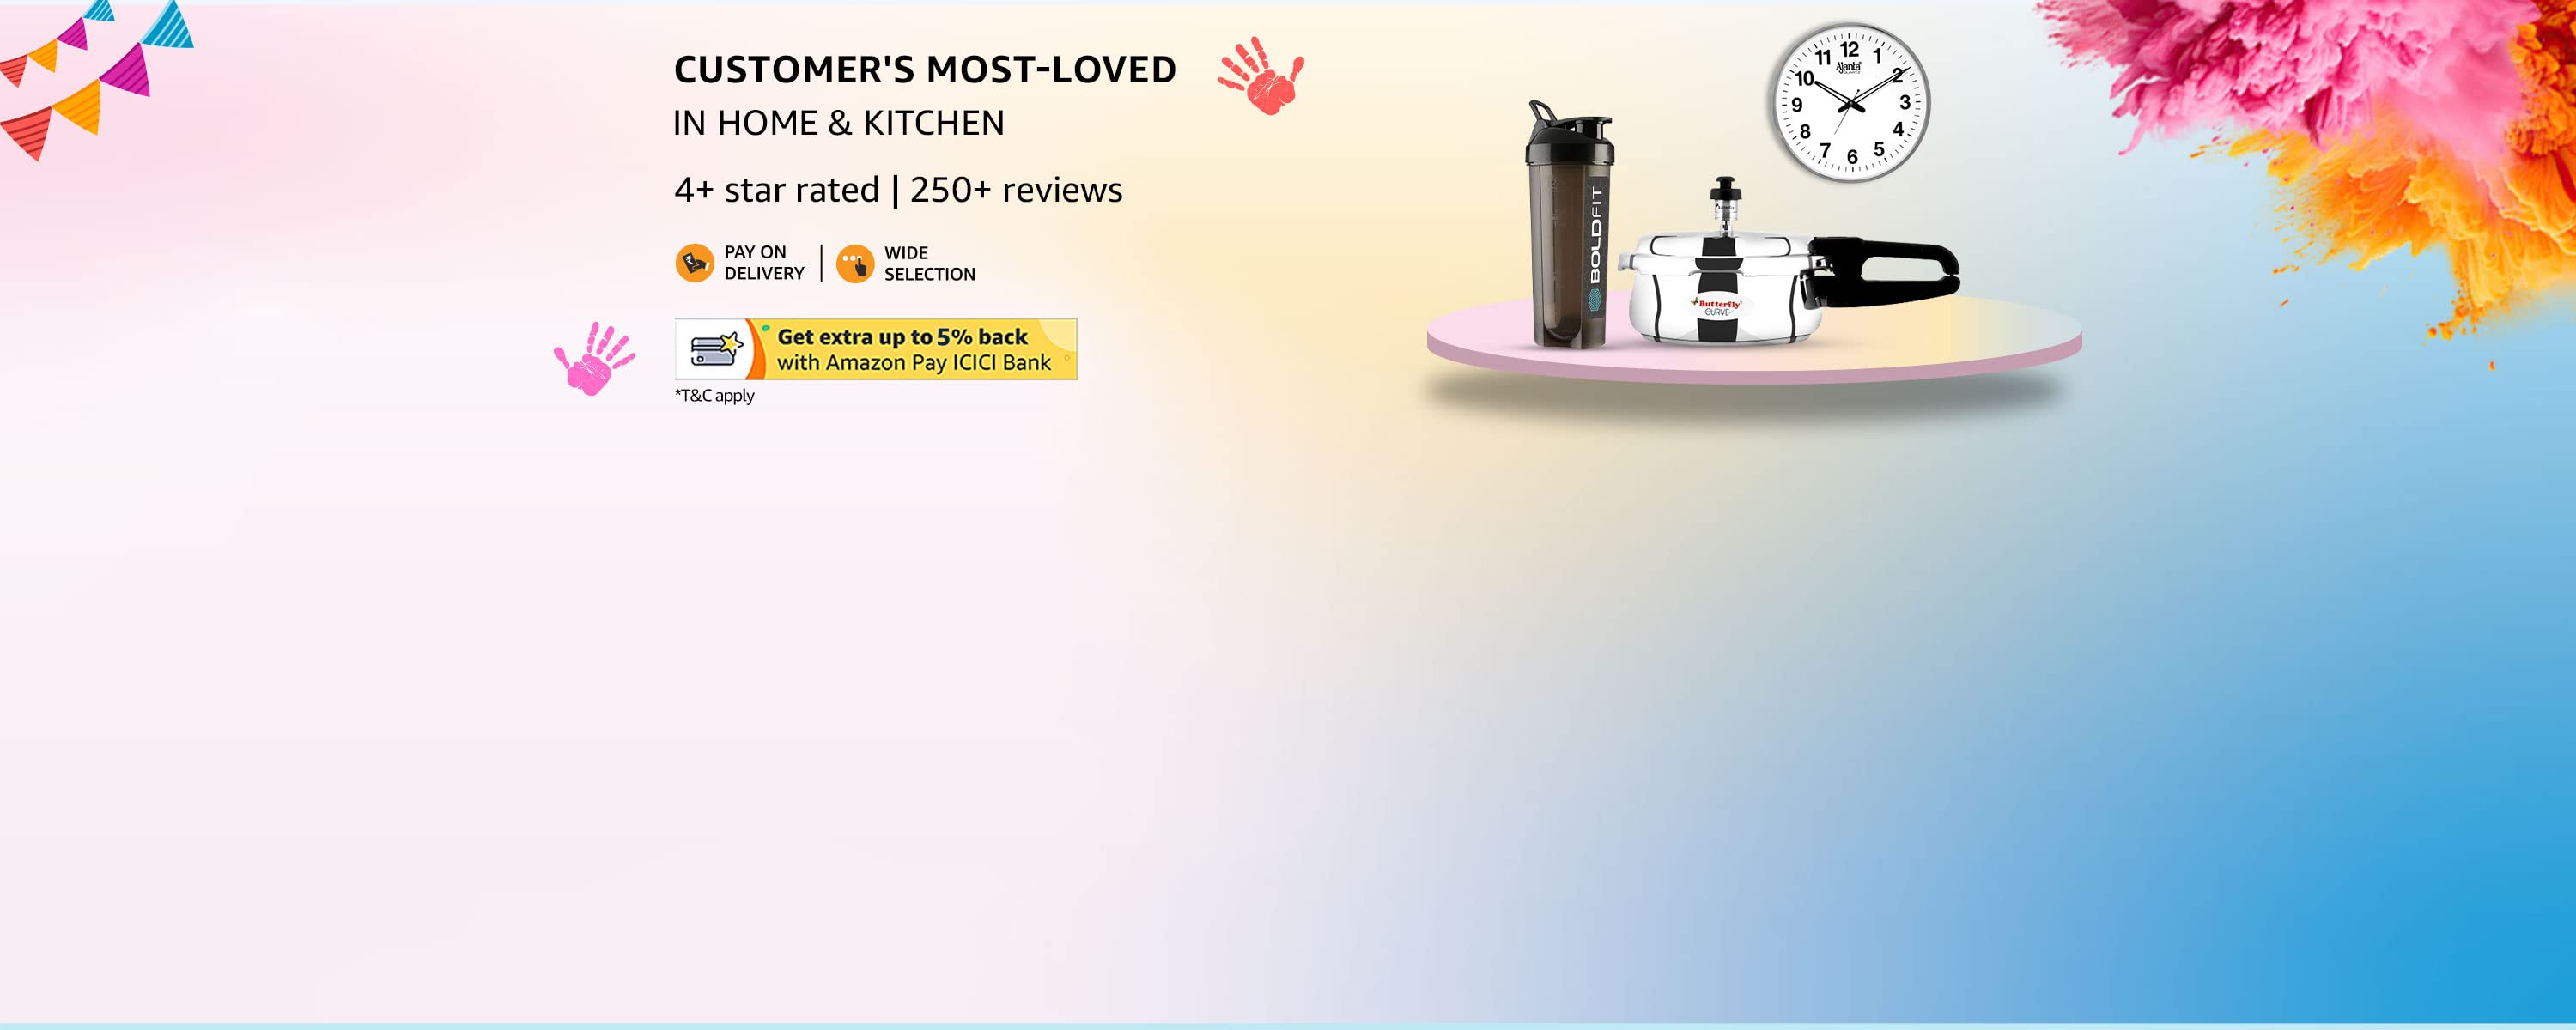 CUSTOMER'S MOST-LOVED
IN HOME & KITCHEN
4+ star rated | 250+ reviews
PAY ON
DELIVERY
WIDE
SELECTION
Get extra up to 5% back
with Amazon Pay ICICI Bank
*T&C apply
BOLDFIT
Butterfly
CURVE
12
1
2
3
4
5
6
7
8
9
10
11
Ajanta